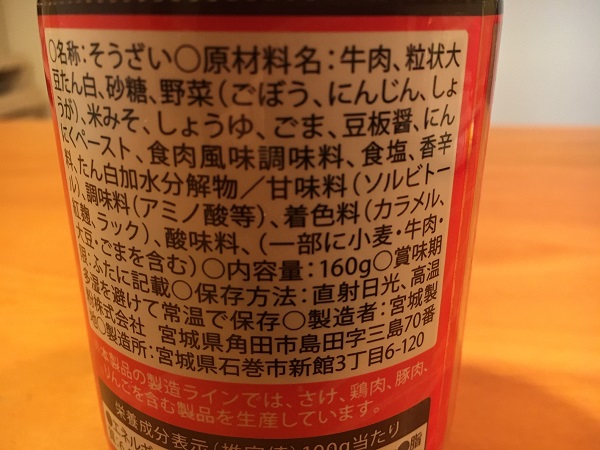 〇名称：そうざい〇原材料名：牛肉、粒状大
豆たん白、砂糖、野菜（ごぼう、にんじん、しょ
うが）、米みそ、しょうゆ、ごま、豆板醤、にん
にくペースト、食肉風味調味料、食塩、香辛
料、たん白加水分解物／甘味料（ソルビトー
ル）、調味料（アミノ酸等）、着色料（カラメル、
紅麹、ラック）、酸味料、（一部に小麦・牛肉・
大豆・ごまを含む）〇内容量：160g〇賞味期
限：ふたに記載〇保存方法：直射日光、高温
多湿を避けて常温で保存〇製造者：宮城製
粉株式会社 宮城県角田市島田字三島70番
地〇製造所：宮城県石巻市新館3丁目6-120
本製品の製造ラインでは、さけ、鶏肉、豚肉、
りんごを含む製品を生産しています。
栄養成分表示（推定値）100g当たり